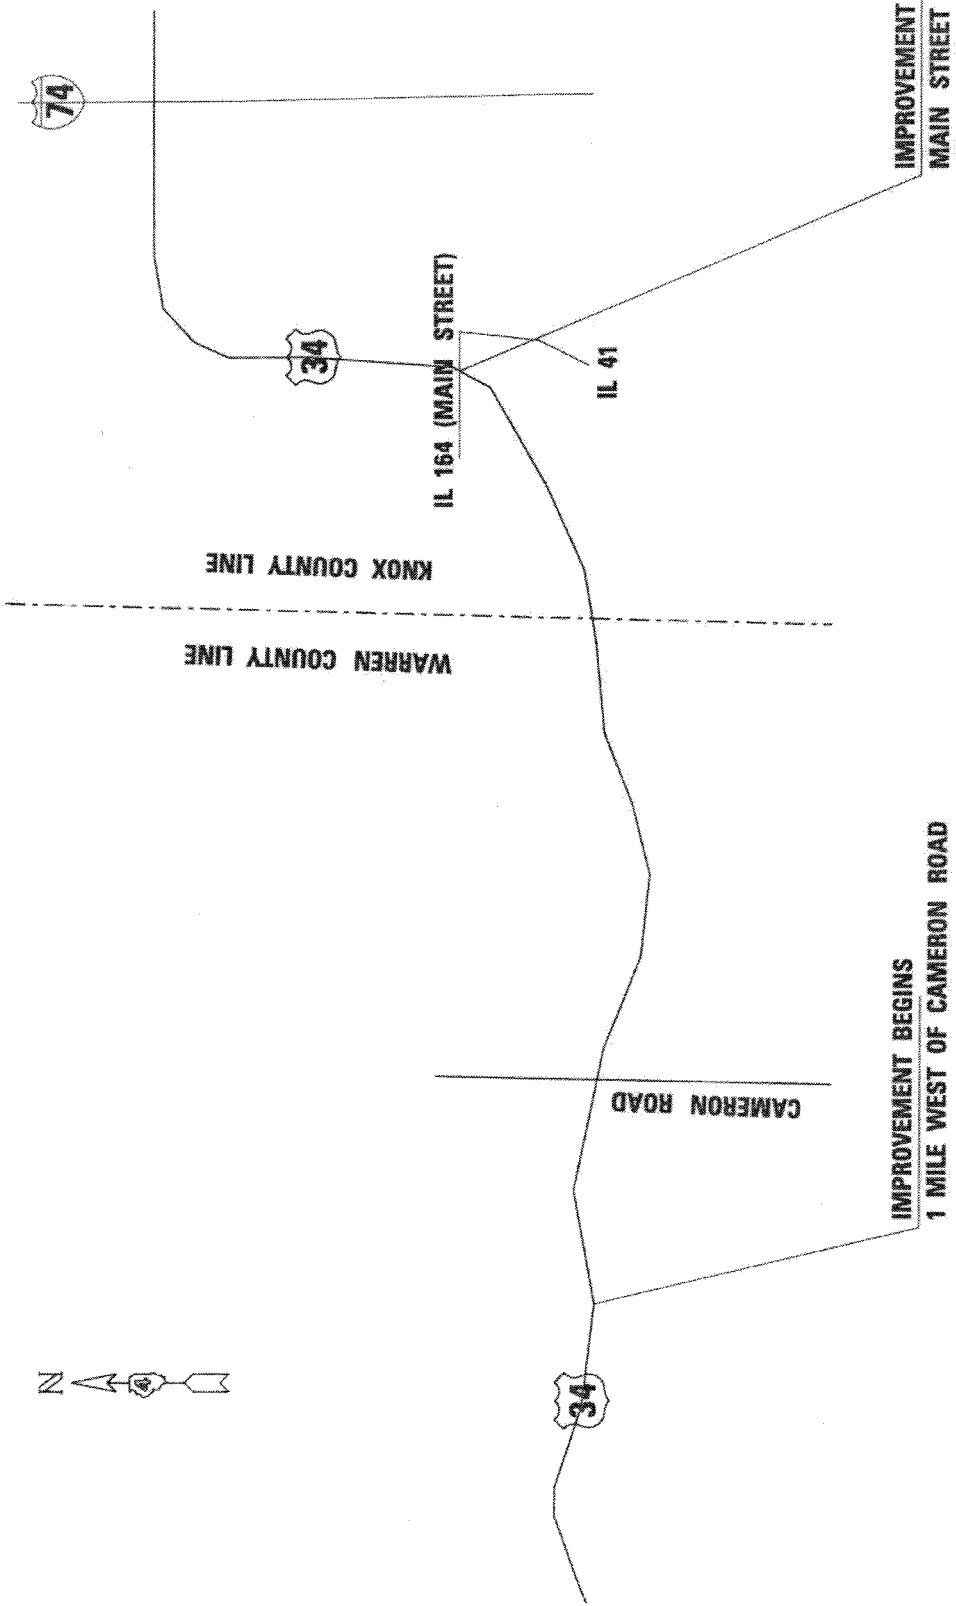 N
4
34
IMPROVEMENT BEGINS
1 MILE WEST OF CAMERON ROAD
CAMERON ROAD
WARREN COUNTY LINE
KNOX COUNTY LINE
IL 164 (MAIN STREET)
IL 41
34
74
IMPROVEMENT
MAIN STREET